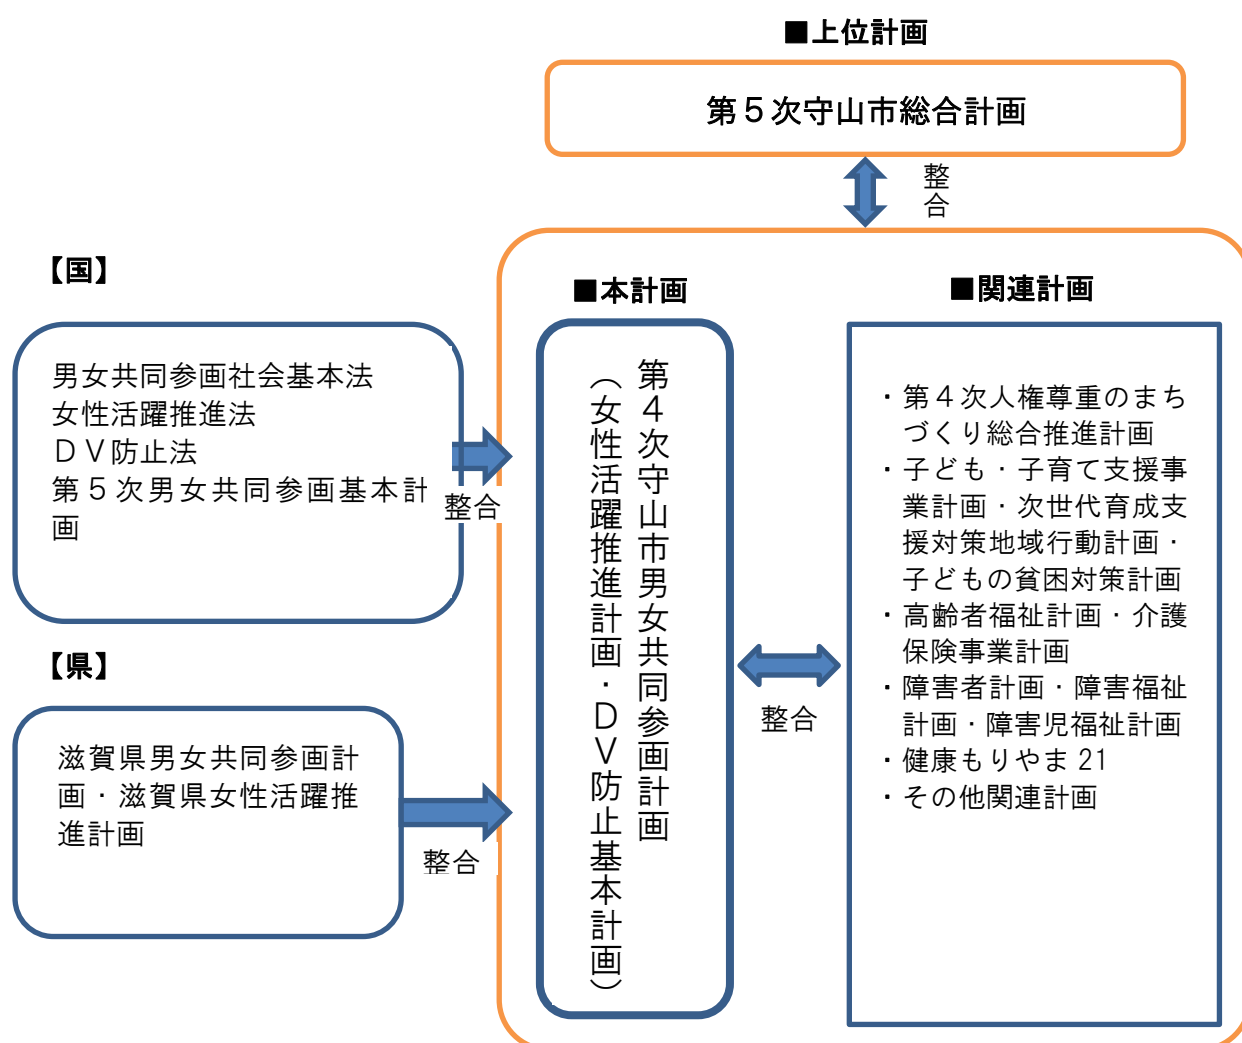 ■上位計画
第５次守山市総合計画
整
合
【国】
男女共同参画社会基本法
女性活躍推進法
ＤＶ防止法
第５次男女共同参画基本計
画
整合
【県】
滋賀県男女共同参画計
画・滋賀県女性活躍推
進計画
整合
■本計画
第４次守山市男女共同参画計画
（女性活躍推進計画・ＤＶ防止基本計画）
整合
■関連計画
・第４次人権尊重のまち
づくり総合推進計画
・子ども・子育て支援事
業計画・次世代育成支
援対策地域行動計画・
子どもの貧困対策計画
・高齢者福祉計画・介護
保険事業計画
・障害者計画・障害福祉
計画・障害児福祉計画
・健康もりやま 21
・その他関連計画